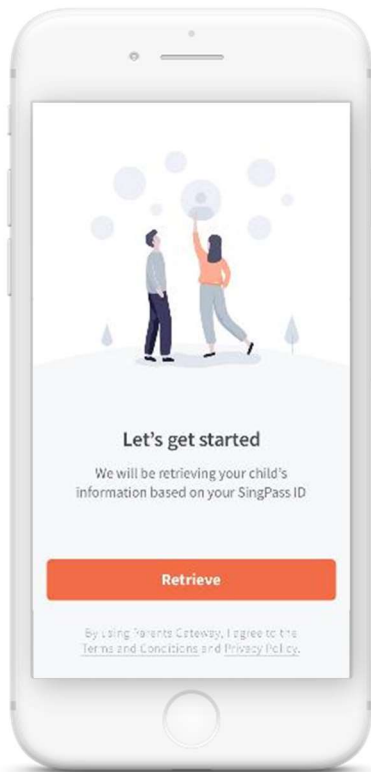 Let's get started
We will be retrieving your child's
information based on your SingPass ID
Retrieve
By using Parents Gateway, I agree to the
Terms and Conditions and Privacy Policy.